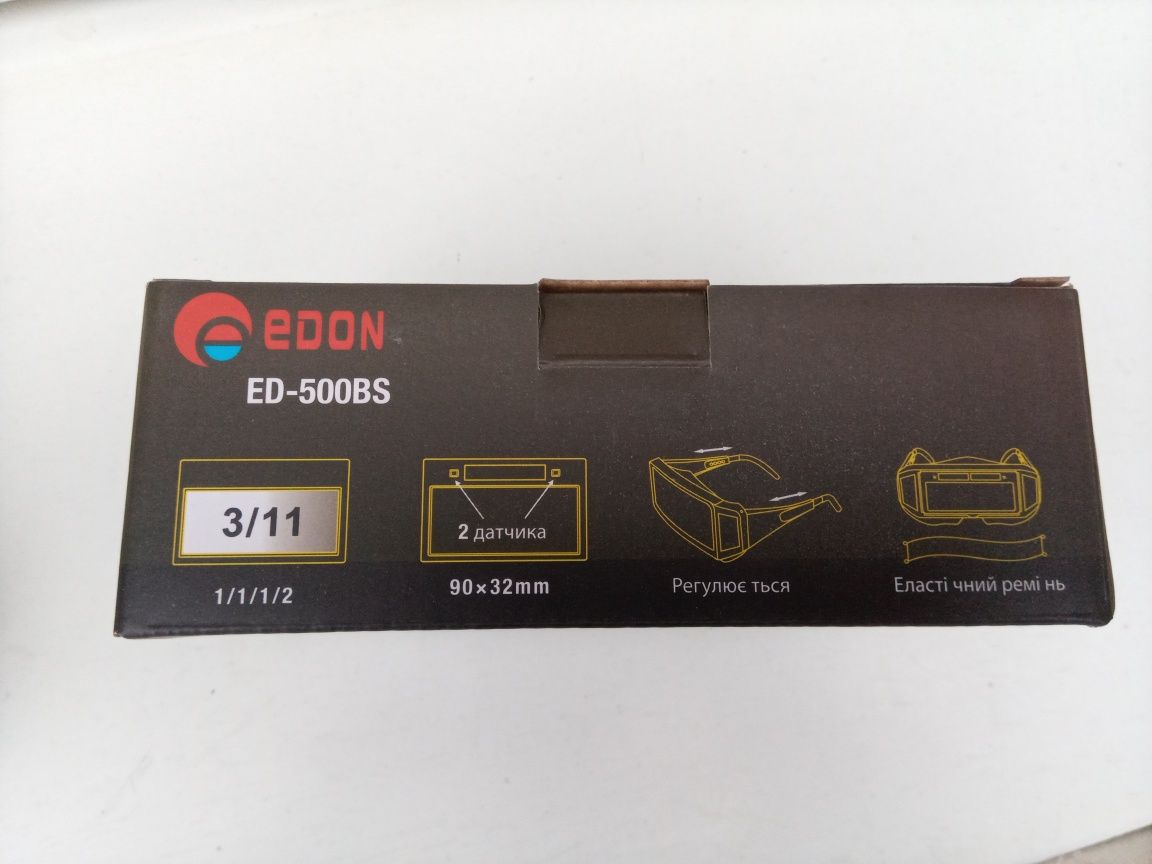 eDON
ED-500BS
3/11
1/1/1/2
2 датчика
90×32mm
Регулює ться
Еласті чний ремі нь